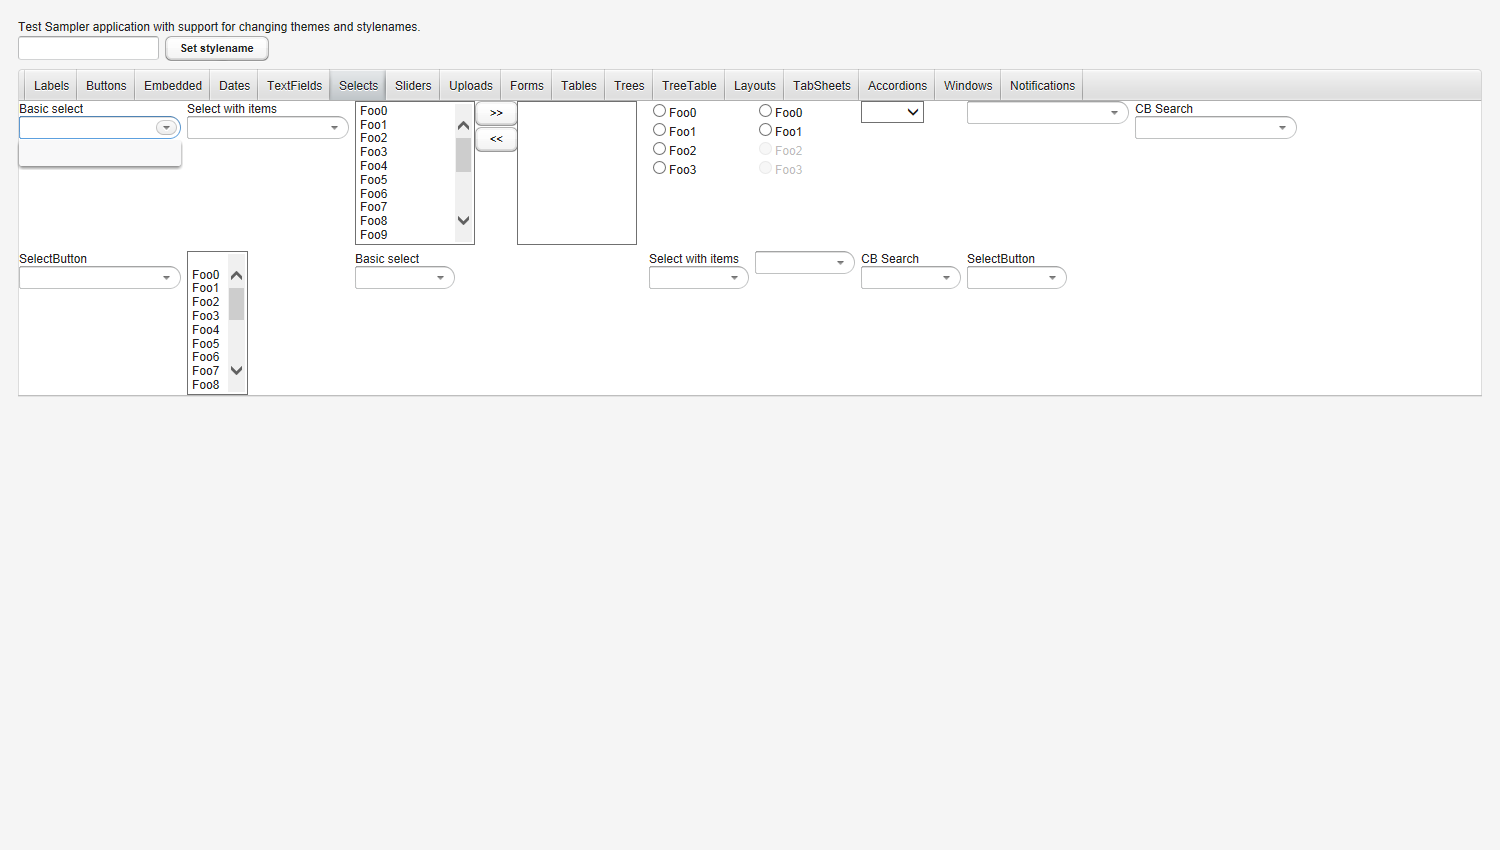 Test Sampler application with support for changing themes and stylenames.
Set stylename
Labels Buttons Embedded Dates TextFields Selects Sliders Uploads Forms Tables Trees TreeTable Layouts TabSheets Accordions Windows Notifications
Basic select
Select with items
Foo0
Foo1
Foo2
Foo3
Foo4
Foo5
Foo6
Foo7
Foo8
Foo9
>>
<<
Foo0
Foo1
Foo2
Foo3
Foo0
Foo1
Foo2
Foo3
CB Search
SelectButton
Foo0
Foo1
Foo2
Foo3
Foo4
Foo5
Foo6
Foo7
Foo8
Basic select
Select with items
CB Search
SelectButton